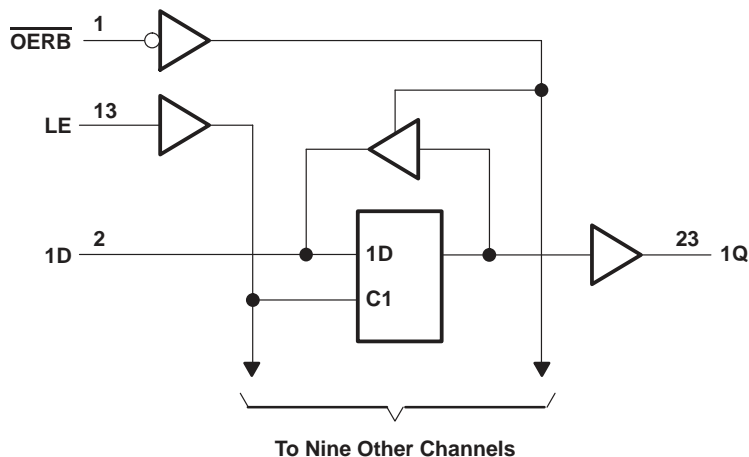 OERB 1
LE 13
1D 2
1D
C1
23 1Q
To Nine Other Channels